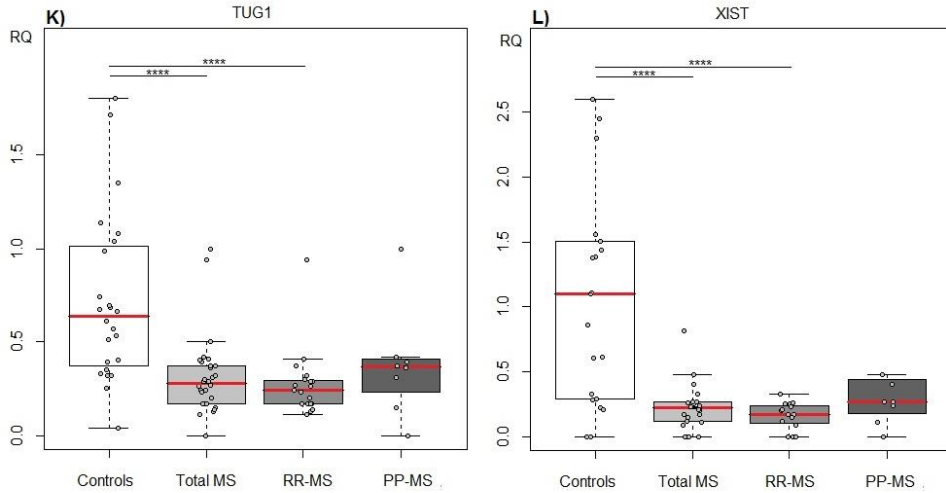 K) TUG1
RQ
****
****
1.5
1.0
0.5
0.0
Controls Total MS RR-MS PP-MS
L) XIST
RQ
****
****
2.5
2.0
1.5
1.0
0.5
0.0
Controls Total MS RR-MS PP-MS